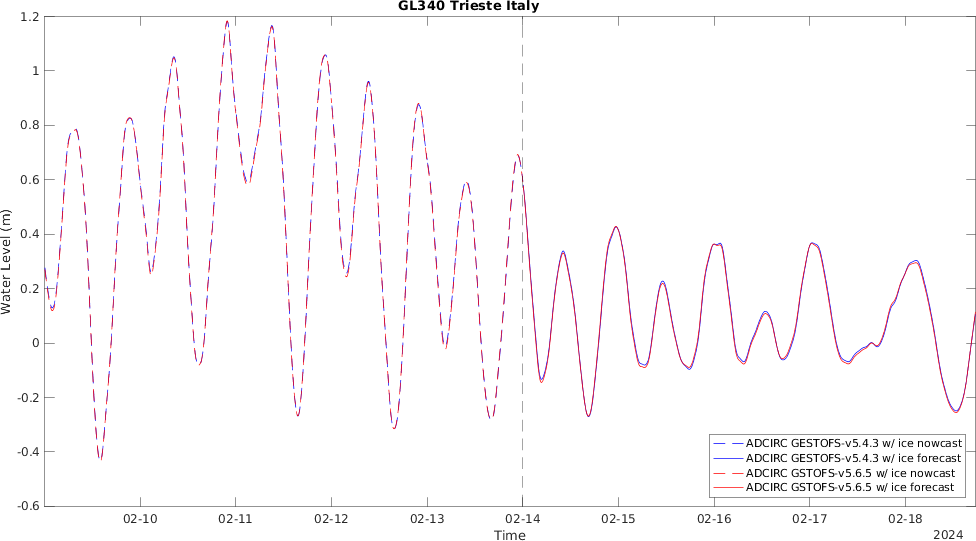 GL340 Trieste Italy
1.2
1
0.8
0.6
0.4
0.2
0
-0.2
-0.4
-0.6
Water Level (m)
02-10 02-11 02-12 02-13 02-14 02-15 02-16 02-17 02-18
Time
2024
ADCIRC GESTOFS-v5.4.3 w/ ice nowcast
ADCIRC GESTOFS-v5.4.3 w/ ice forecast
ADCIRC GSTOFS-v5.6.5 w/ ice nowcast
ADCIRC GSTOFS-v5.6.5 w/ ice forecast